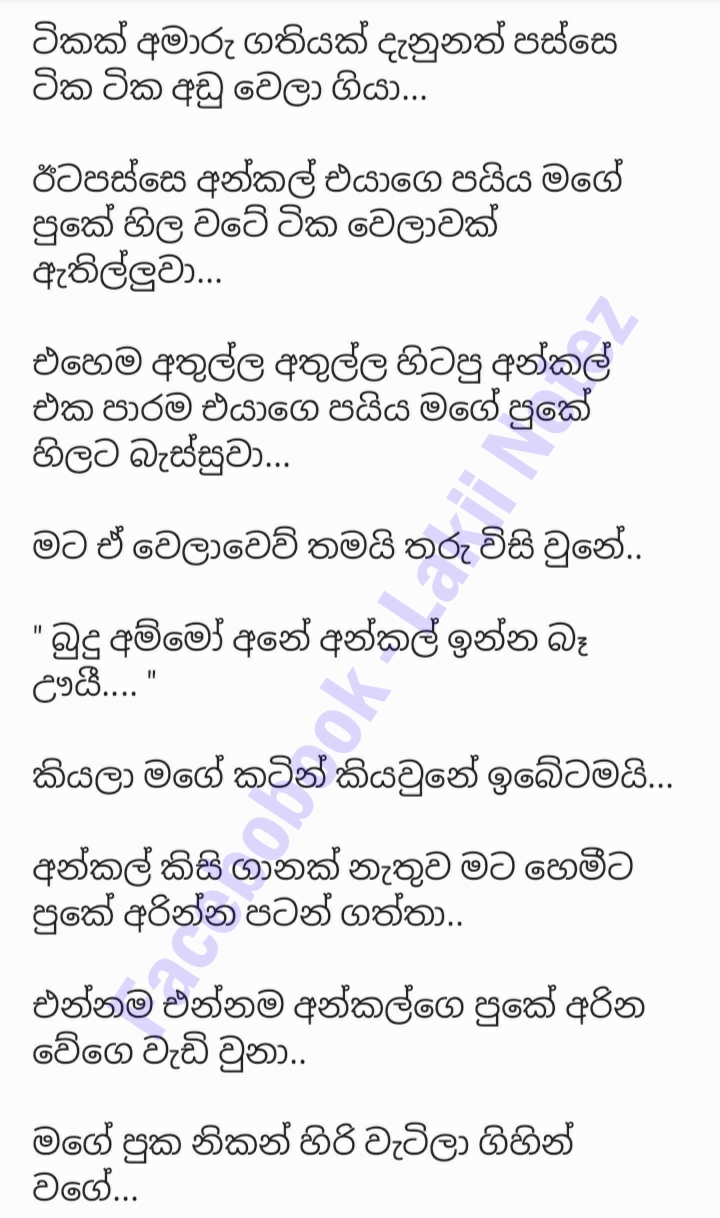 ටිකක් අමාරු ගතියක් දැනුනත් පස්සෙ
ටික ටික අඩු වෙලා ගියා...
ඊටපස්සෙ අන්කල් එයාගෙ පයිය මගේ
පුකේ හිල වටේ ටික වෙලාවක්
ඇතිල්ලුවා...
එහෙම අතුල්ල අතුල්ල හිටපු අන්කල්
එක පාරම එයාගෙ පයිය මගේ පුකේ
හිලට බැස්සුවා...
මට ඒ වෙලාවෙව් තමයි තරු විසි වුනේ..
" බුදු අම්මෝ අනේ අන්කල් ඉන්න බෑ
ඌයී.... "
කියලා මගේ කටින් කියවුනේ ඉබේටමයි...
අන්කල් කිසි ගානක් නැතුව මට හෙමීට
පුකේ අරින්න පටන් ගත්තා..
එන්නම එන්නම අන්කල්ගෙ පුකේ අරින
වේගෙ වැඩි වුනා..
මගේ පුක නිකන් හිරි වැටිලා ගිහින්
වගේ...
Facebobook - Lakii Notez